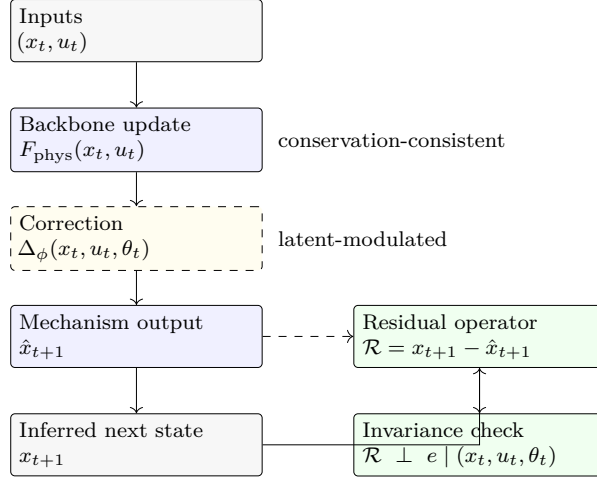 Inputs
(x_t, u_t)
Backbone update
F_phys(x_t, u_t)
conservation-consistent
Correction
Δ_ϕ(x_t, u_t, θ_t)
latent-modulated
Mechanism output
x̂_{t+1}
Residual operator
ℛ = x_{t+1} − x̂_{t+1}
Inferred next state
x_{t+1}
Invariance check
ℛ ⊥ e | (x_t, u_t, θ_t)